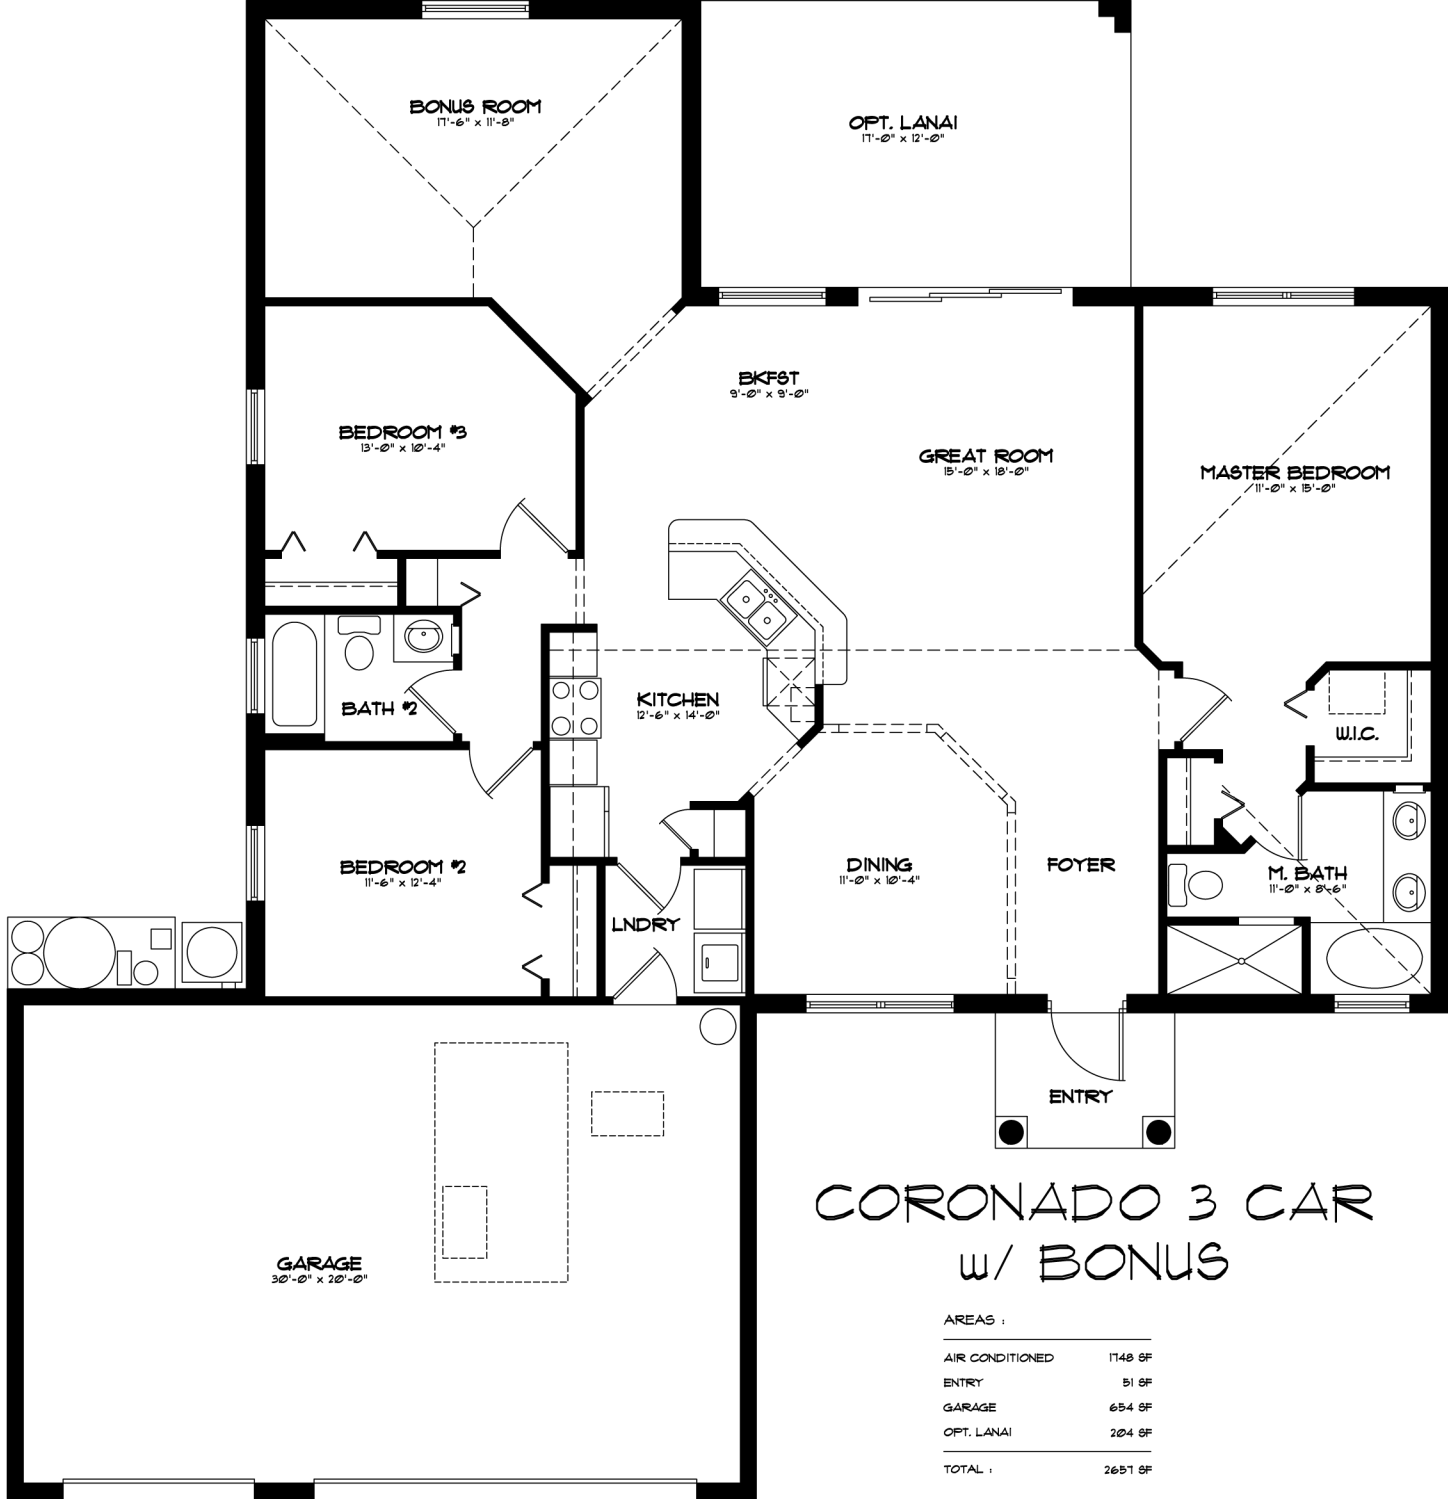 BONUS ROOM
17'-6" x 11'-8"
OPT. LANAI
17'-0" x 12'-0"
BKFST
9'-0" x 9'-0"
BEDROOM #3
13'-0" x 10'-4"
GREAT ROOM
15'-0" x 18'-0"
MASTER BEDROOM
11'-0" x 15'-0"
KITCHEN
12'-6" x 14'-0"
BATH #2
W.I.C.
BEDROOM #2
11'-6" x 12'-4"
DINING
11'-0" x 10'-4"
FOYER
M. BATH
11'-0" x 8'-6"
LNDRY
ENTRY
GARAGE
30'-0" x 20'-0"
CORONADO 3 CAR
w/ BONUS
AREAS :
AIR CONDITIONED 1748 SF
ENTRY 51 SF
GARAGE 654 SF
OPT. LANAI 204 SF
TOTAL : 2657 SF